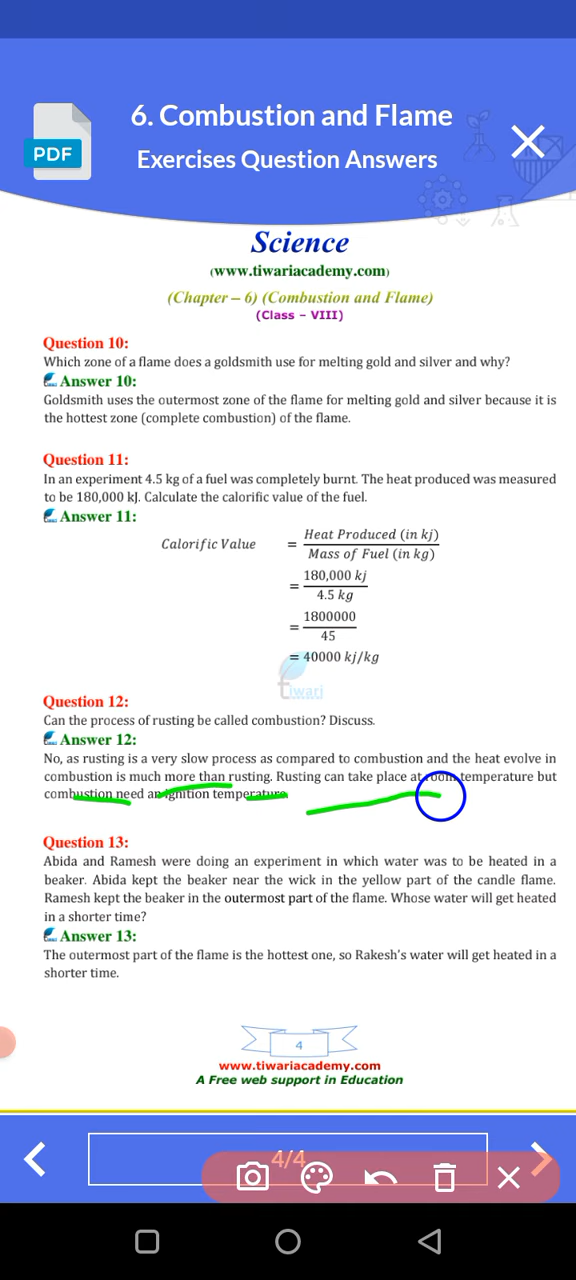 PDF
6. Combustion and Flame
Exercises Question Answers
Science
(www.tiwariacademy.com)
(Chapter – 6) (Combustion and Flame)
(Class – VIII)
Question 10:
Which zone of a flame does a goldsmith use for melting gold and silver and why?
Answer 10:
Goldsmith uses the outermost zone of the flame for melting gold and silver because it is
the hottest zone (complete combustion) of the flame.
Question 11:
In an experiment 4.5 kg of a fuel was completely burnt. The heat produced was measured
to be 180,000 kJ. Calculate the calorific value of the fuel.
Answer 11:
Calorific Value = Heat Produced (in kj) / Mass of Fuel (in kg)
= 180,000 kj / 4.5 kg
= 1800000 / 45
= 40000 kj/kg
tiwari
Question 12:
Can the process of rusting be called combustion? Discuss.
Answer 12:
No, as rusting is a very slow process as compared to combustion and the heat evolve in
combustion is much more than rusting. Rusting can take place at room temperature but
combustion need an ignition temperature.
Question 13:
Abida and Ramesh were doing an experiment in which water was to be heated in a
beaker. Abida kept the beaker near the wick in the yellow part of the candle flame.
Ramesh kept the beaker in the outermost part of the flame. Whose water will get heated
in a shorter time?
Answer 13:
The outermost part of the flame is the hottest one, so Rakesh's water will get heated in a
shorter time.
4
www.tiwariacademy.com
A Free web support in Education
4/4